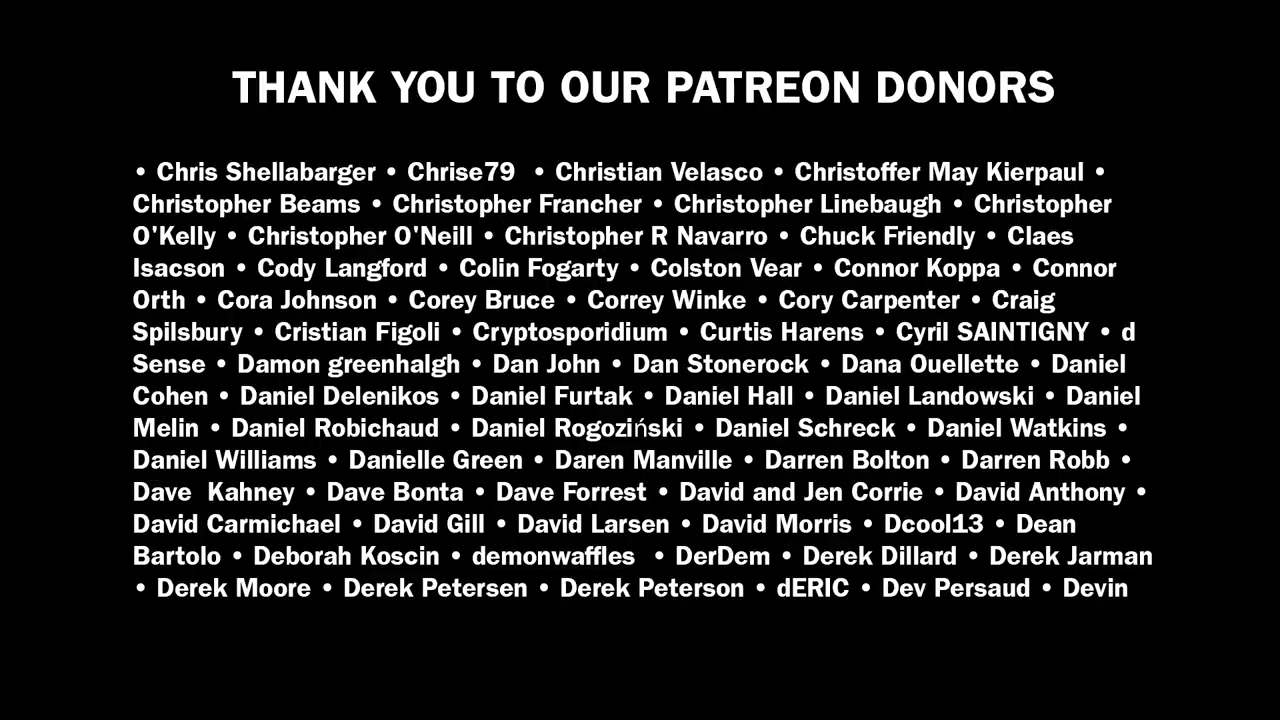 THANK YOU TO OUR PATREON DONORS
• Chris Shellabarger • Chrise79  • Christian Velasco • Christoffer May Kierpaul •
Christopher Beams • Christopher Francher • Christopher Linebaugh • Christopher
O'Kelly • Christopher O'Neill • Christopher R Navarro • Chuck Friendly • Claes
Isacson • Cody Langford • Colin Fogarty • Colston Vear • Connor Koppa • Connor
Orth • Cora Johnson • Corey Bruce • Correy Winke • Cory Carpenter • Craig
Spilsbury • Cristian Figoli • Cryptosporidium • Curtis Harens • Cyril SAINTIGNY • d
Sense • Damon greenhalgh • Dan John • Dan Stonerock • Dana Ouellette • Daniel
Cohen • Daniel Delenikos • Daniel Furtak • Daniel Hall • Daniel Landowski • Daniel
Melin • Daniel Robichaud • Daniel Rogoziński • Daniel Schreck • Daniel Watkins •
Daniel Williams • Danielle Green • Daren Manville • Darren Bolton • Darren Robb •
Dave  Kahney • Dave Bonta • Dave Forrest • David and Jen Corrie • David Anthony •
David Carmichael • David Gill • David Larsen • David Morris • Dcool13 • Dean
Bartolo • Deborah Koscin • demonwaffles  • DerDem • Derek Dillard • Derek Jarman
• Derek Moore • Derek Petersen • Derek Peterson • dERIC • Dev Persaud • Devin